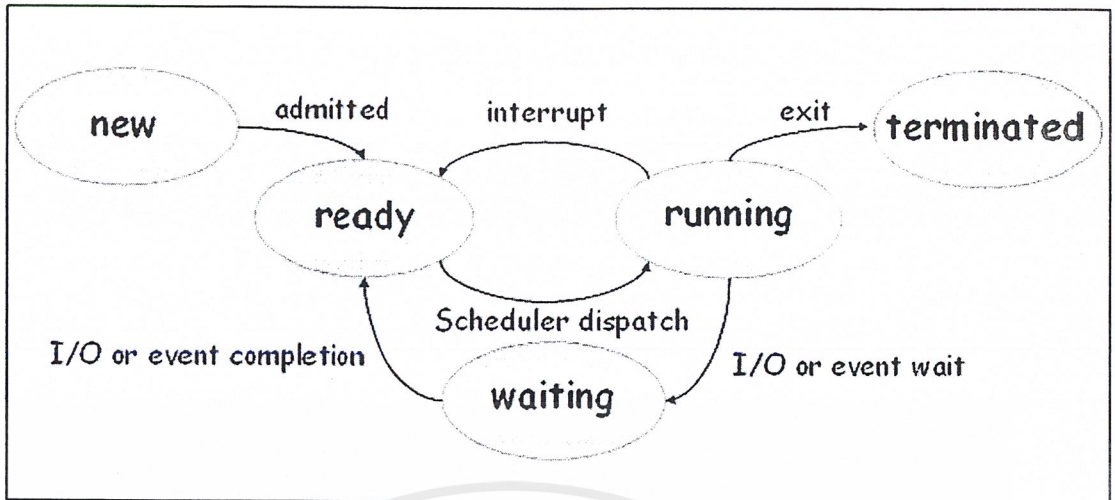 new
admitted
interrupt
exit
terminated
ready
running
Scheduler dispatch
I/O or event completion
waiting
I/O or event wait